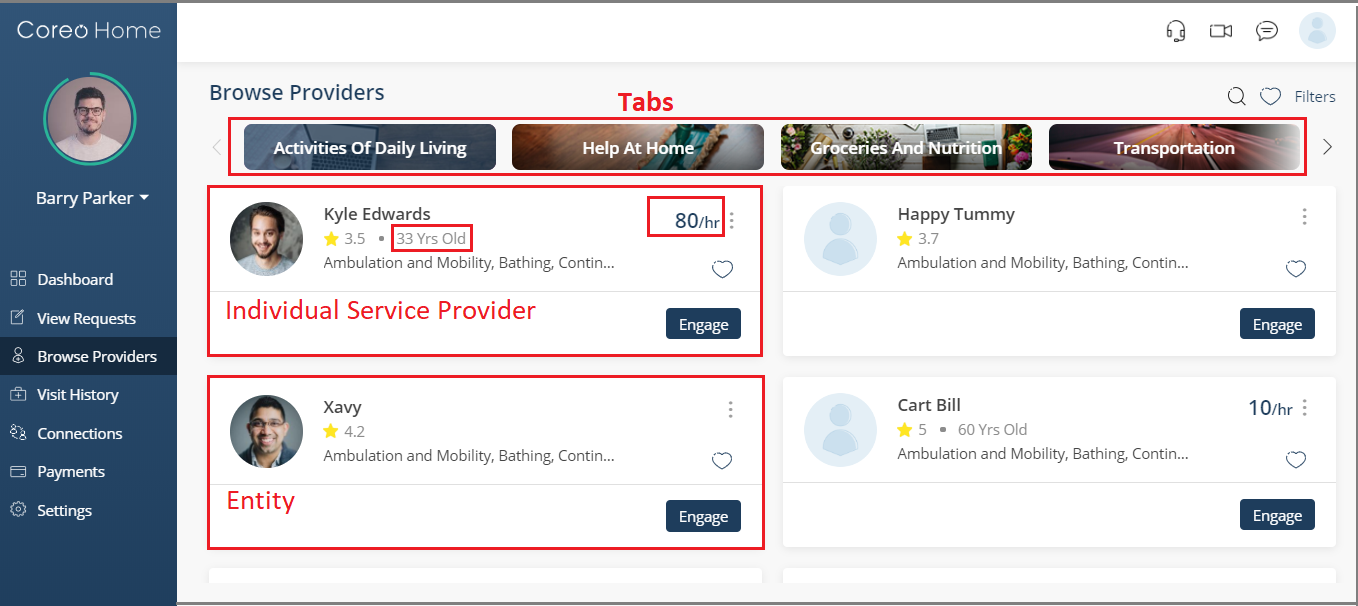 Coreo Home
Barry Parker
Dashboard
View Requests
Browse Providers
Visit History
Connections
Payments
Settings
Browse Providers
Tabs
Filters
Activities Of Daily Living
Help At Home
Groceries And Nutrition
Transportation
Kyle Edwards
80/hr
3.5 • 33 Yrs Old
Ambulation and Mobility, Bathing, Contin...
Individual Service Provider
Engage
Happy Tummy
3.7
Ambulation and Mobility, Bathing, Contin...
Engage
Xavy
4.2
Ambulation and Mobility, Bathing, Contin...
Entity
Engage
Cart Bill
10/hr
5 • 60 Yrs Old
Ambulation and Mobility, Bathing, Contin...
Engage